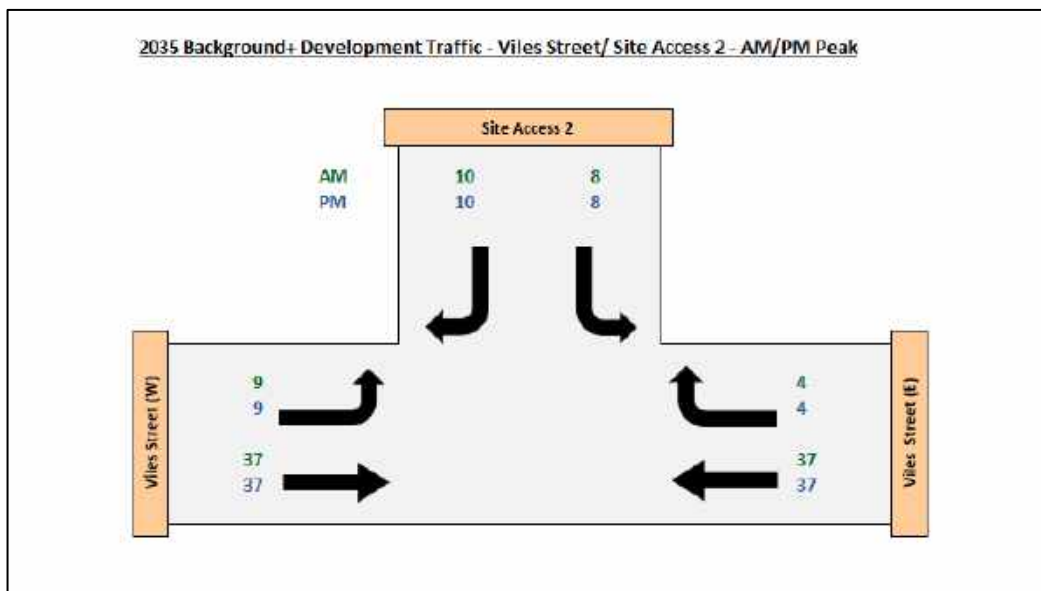 2035 Background+ Development Traffic - Viles Street/ Site Access 2 - AM/PM Peak
Site Access 2
AM 10 8
PM 10 8
Viles Street (W)
9
9
37
37
4
4
37
37
Viles Street (E)